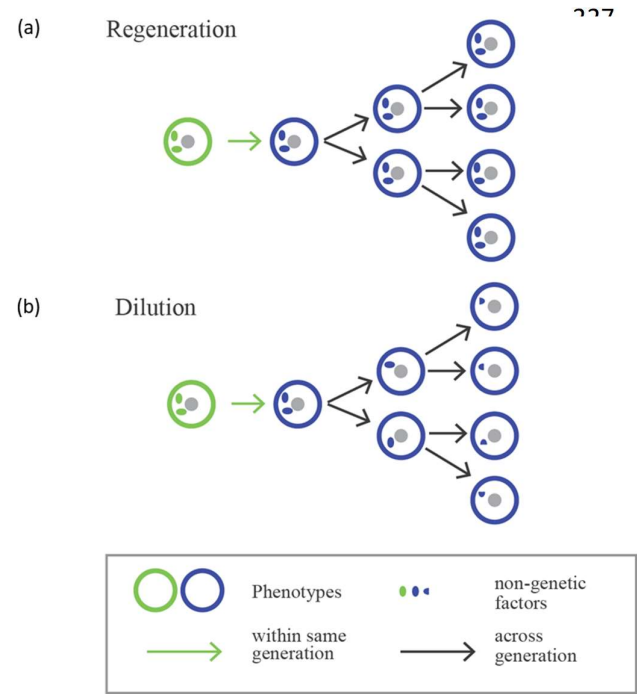 (a)
Regeneration
(b)
Dilution
Phenotypes
non-genetic
factors
within same
generation
across
generation